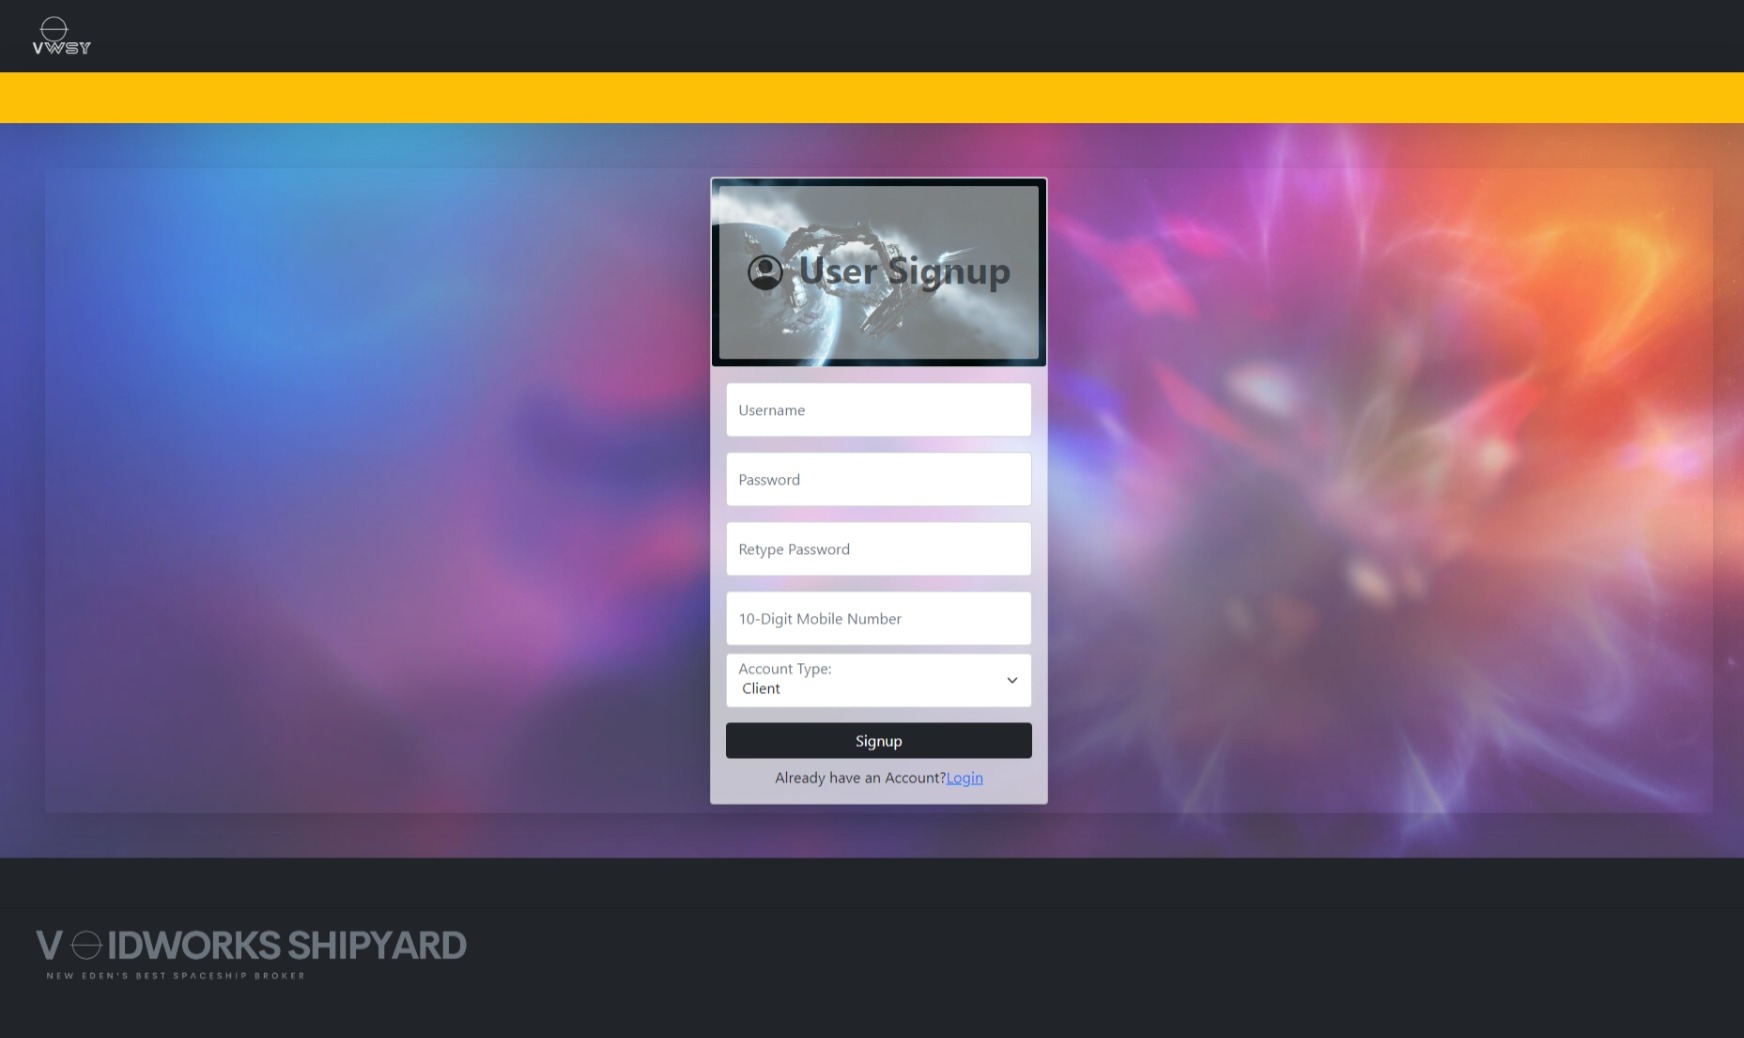 VWSY
User Signup
Username
Password
Retype Password
10-Digit Mobile Number
Account Type:
Client
Signup
Already have an Account?Login
VOIDWORKS SHIPYARD
NEW EDEN'S BEST SPACESHIP BROKER